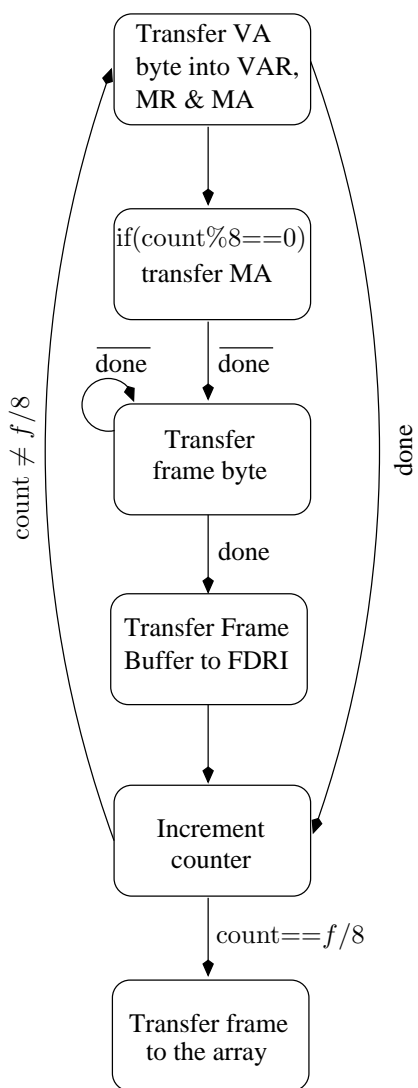 Transfer VA
byte into VAR,
MR & MA
if(count%8==0)
transfer MA
done
done
Transfer
frame byte
count ≠ f/8
done
done
Transfer Frame
Buffer to FDRI
Increment
counter
count==f/8
Transfer frame
to the array